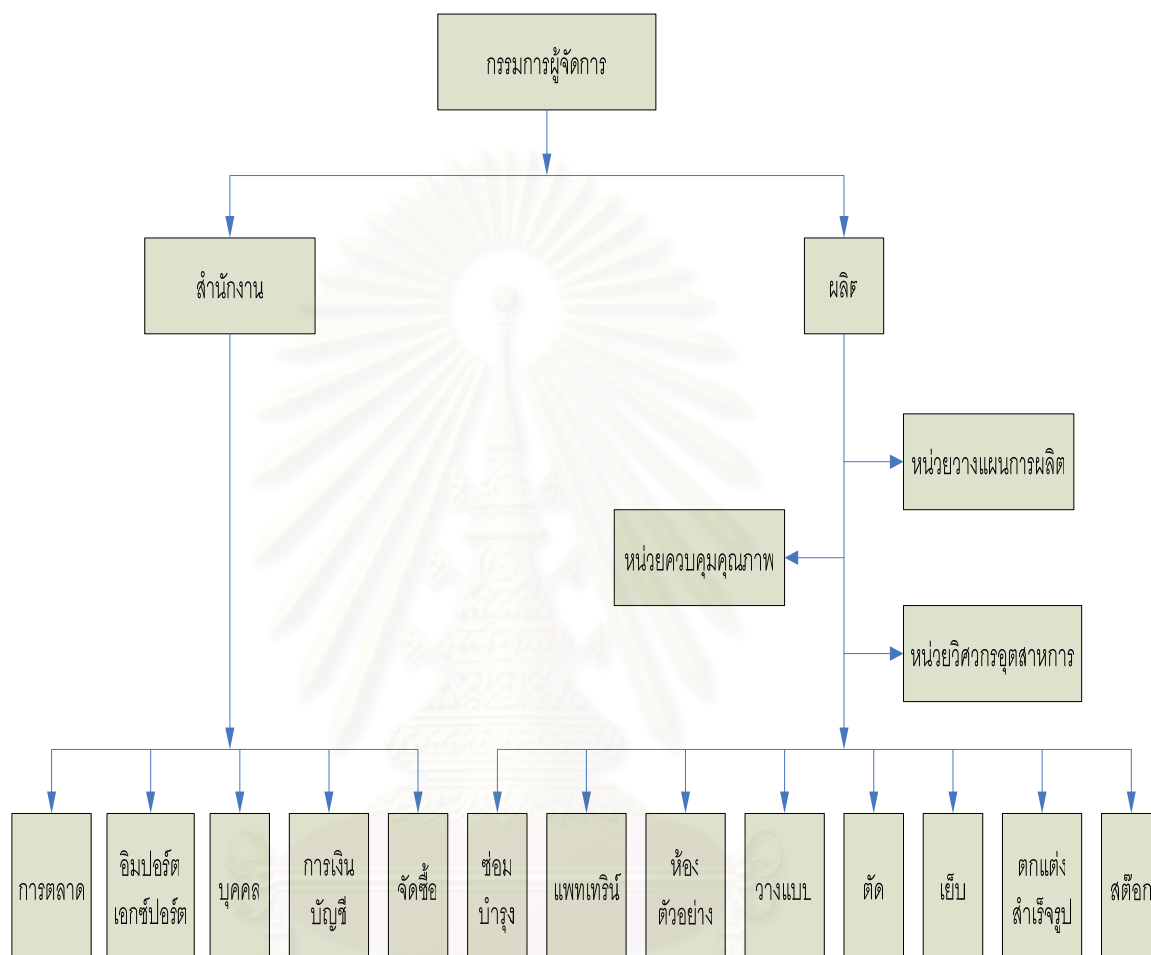 กรรมการผู้จัดการ
สำนักงาน
ผลิต
หน่วยวางแผนการผลิต
หน่วยควบคุมคุณภาพ
หน่วยวิศวกรอุตสาหการ
การตลาด
อิมปอร์ต
เอกซ์ปอร์ต
บุคคล
การเงิน
บัญชี
จัดซื้อ
ซ่อม
บำรุง
แพทเทริน์
ห้อง
ตัวอย่าง
วางแบบ
ตัด
เย็บ
ตกแต่ง
สำเร็จรูป
สต๊อก